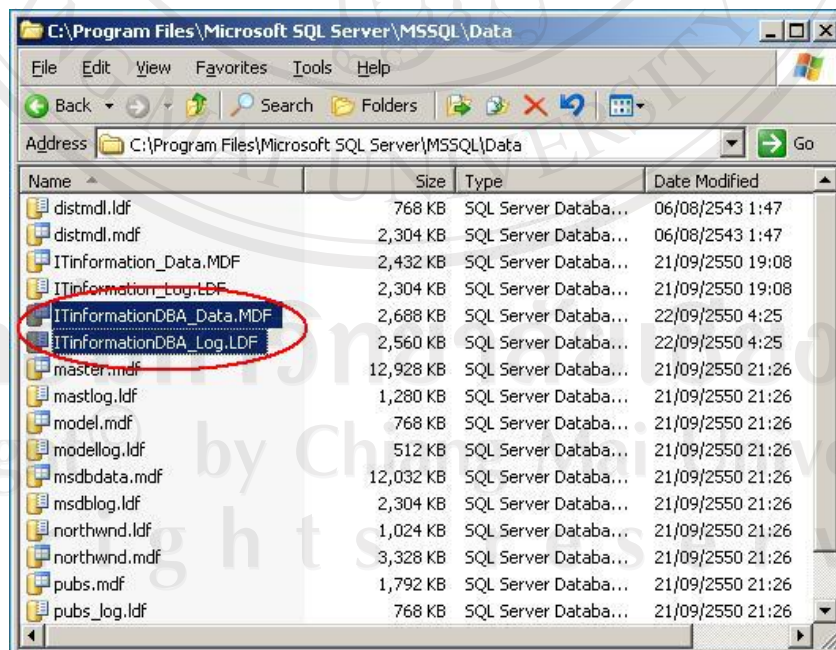 C:\Program Files\Microsoft SQL Server\MSSQL\Data
File Edit View Favorites Tools Help
Back Search Folders
Address C:\Program Files\Microsoft SQL Server\MSSQL\Data Go
Name Size Type Date Modified
distmdl.ldf 768 KB SQL Server Databa... 06/08/2543 1:47
distmdl.mdf 2,304 KB SQL Server Databa... 06/08/2543 1:47
ITinformation_Data.MDF 2,432 KB SQL Server Databa... 21/09/2550 19:08
ITinformation_Log.LDF 2,304 KB SQL Server Databa... 21/09/2550 19:08
ITinformationDBA_Data.MDF 2,688 KB SQL Server Databa... 22/09/2550 4:25
ITinformationDBA_Log.LDF 2,560 KB SQL Server Databa... 22/09/2550 4:25
master.mdf 12,928 KB SQL Server Databa... 21/09/2550 21:26
mastlog.ldf 1,280 KB SQL Server Databa... 21/09/2550 21:26
model.mdf 768 KB SQL Server Databa... 21/09/2550 21:26
modellog.ldf 512 KB SQL Server Databa... 21/09/2550 21:26
msdbdata.mdf 12,032 KB SQL Server Databa... 21/09/2550 21:26
msdblog.ldf 2,304 KB SQL Server Databa... 21/09/2550 21:26
northwnd.ldf 1,024 KB SQL Server Databa... 21/09/2550 21:26
northwnd.mdf 3,328 KB SQL Server Databa... 21/09/2550 21:26
pubs.mdf 1,792 KB SQL Server Databa... 21/09/2550 21:26
pubs_log.ldf 768 KB SQL Server Databa... 21/09/2550 21:26
MAI UNIVERSITY
© by Chiang Mai